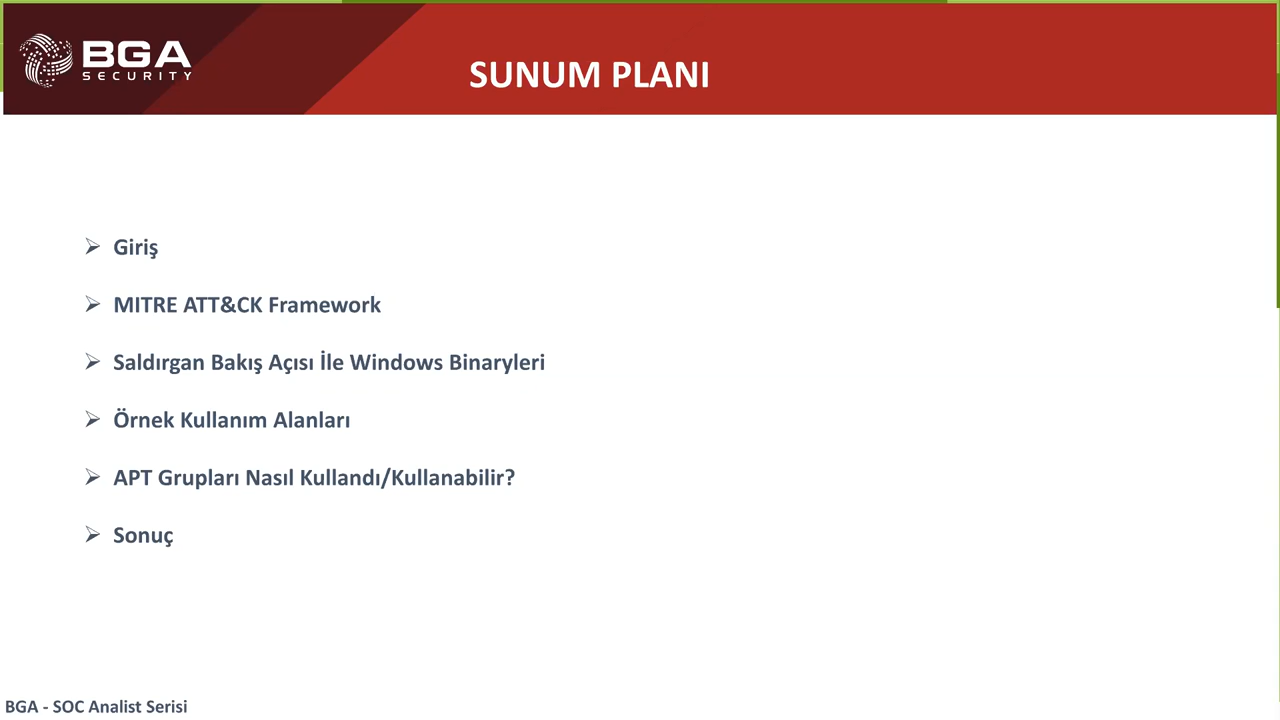 BGA
SECURITY
SUNUM PLANI
Giriş
MITRE ATT&CK Framework
Saldırgan Bakış Açısı İle Windows Binaryleri
Örnek Kullanım Alanları
APT Grupları Nasıl Kullandı/Kullanabilir?
Sonuç
BGA - SOC Analist Serisi